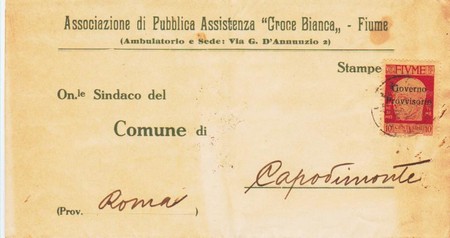 Associazione di Pubblica Assistenza "Croce Bianca„ - Fiume
(Ambulatorio e Sede: Via G. D'Annunzio 2)
Stampe
FIUME
Governo
Provvisorio
On.le Sindaco del
Comune di
Capodimonte
(Prov. Roma)